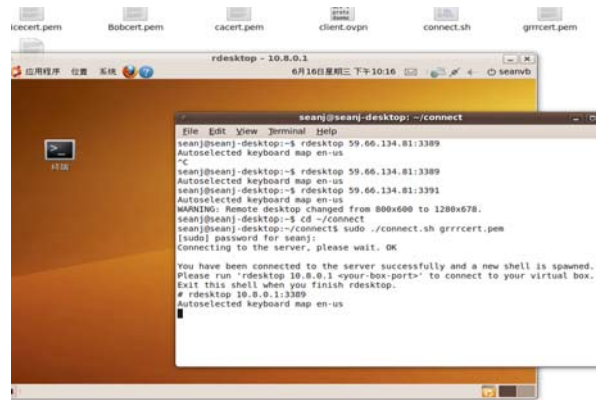 icecert.pem
Bobcert.pem
cacert.pem
client.ovpn
connect.sh
grrrcert.pem
rdesktop - 10.8.0.1
应用程序 位置 系统
6月16日星期三 下午10:16
seanvb
终端
seanj@seanj-desktop: ~/connect
File Edit View Terminal Help
seanj@seanj-desktop:~$ rdesktop 59.66.134.81:3389
Autoselected keyboard map en-us
^C
seanj@seanj-desktop:~$ rdesktop 59.66.134.81:3389
Autoselected keyboard map en-us
seanj@seanj-desktop:~$ rdesktop 59.66.134.81:3391
Autoselected keyboard map en-us
WARNING: Remote desktop changed from 800x600 to 1280x678.
seanj@seanj-desktop:~$ cd ~/connect
seanj@seanj-desktop:~/connect$ sudo ./connect.sh grrrcert.pem
[sudo] password for seanj:
Connecting to the server, please wait. OK
You have been connected to the server successfully and a new shell is spawned.
Please run 'rdesktop 10.8.0.1 <your-box-port>' to connect to your virtual box.
Exit this shell when you finish rdesktop.
# rdesktop 10.8.0.1:3389
Autoselected keyboard map en-us